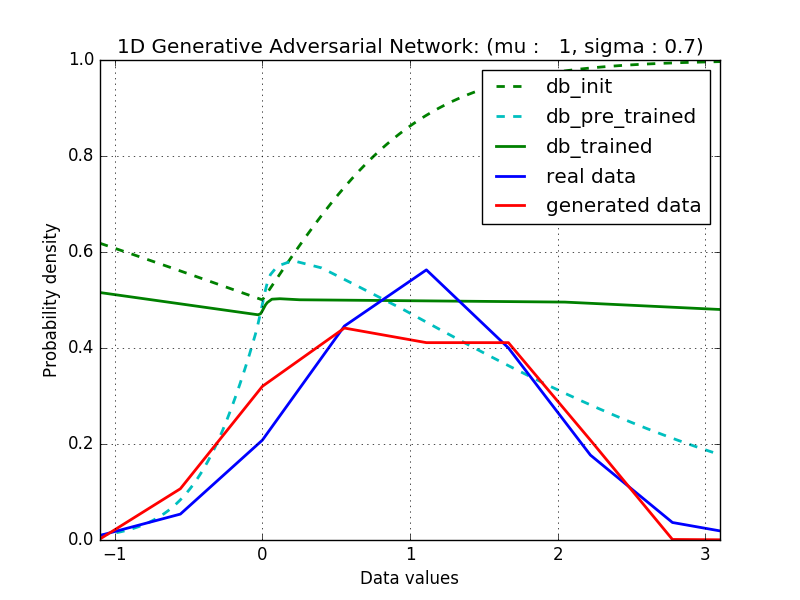 1D Generative Adversarial Network: (mu :   1, sigma : 0.7)
1.0
0.8
0.6
0.4
0.2
0.0
Probability density
db_init
db_pre_trained
db_trained
real data
generated data
−1
0
1
2
3
Data values